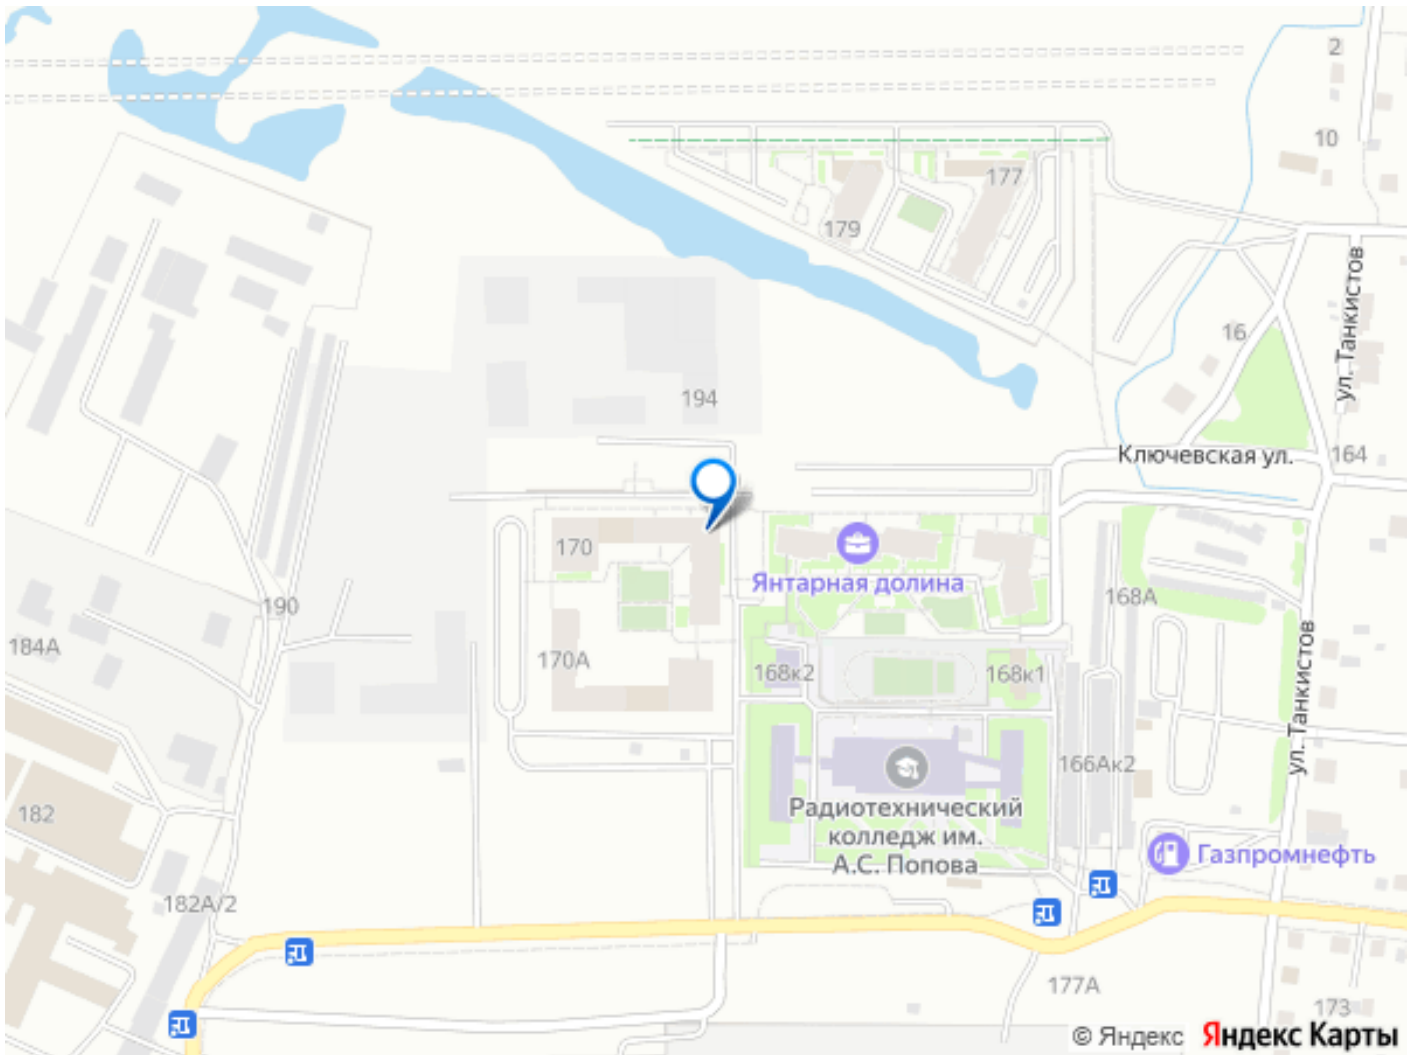 2
10
177
179
ул. Танкистов
16
194
Ключевская ул.
164
170
Янтарная долина
168А
190
184А
170А
168к2
168к1
ул. Танкистов
166Ак2
182
Радиотехнический
колледж им.
А.С. Попова
Газпромнефть
182А/2
177А
173
© Яндекс Яндекс Карты